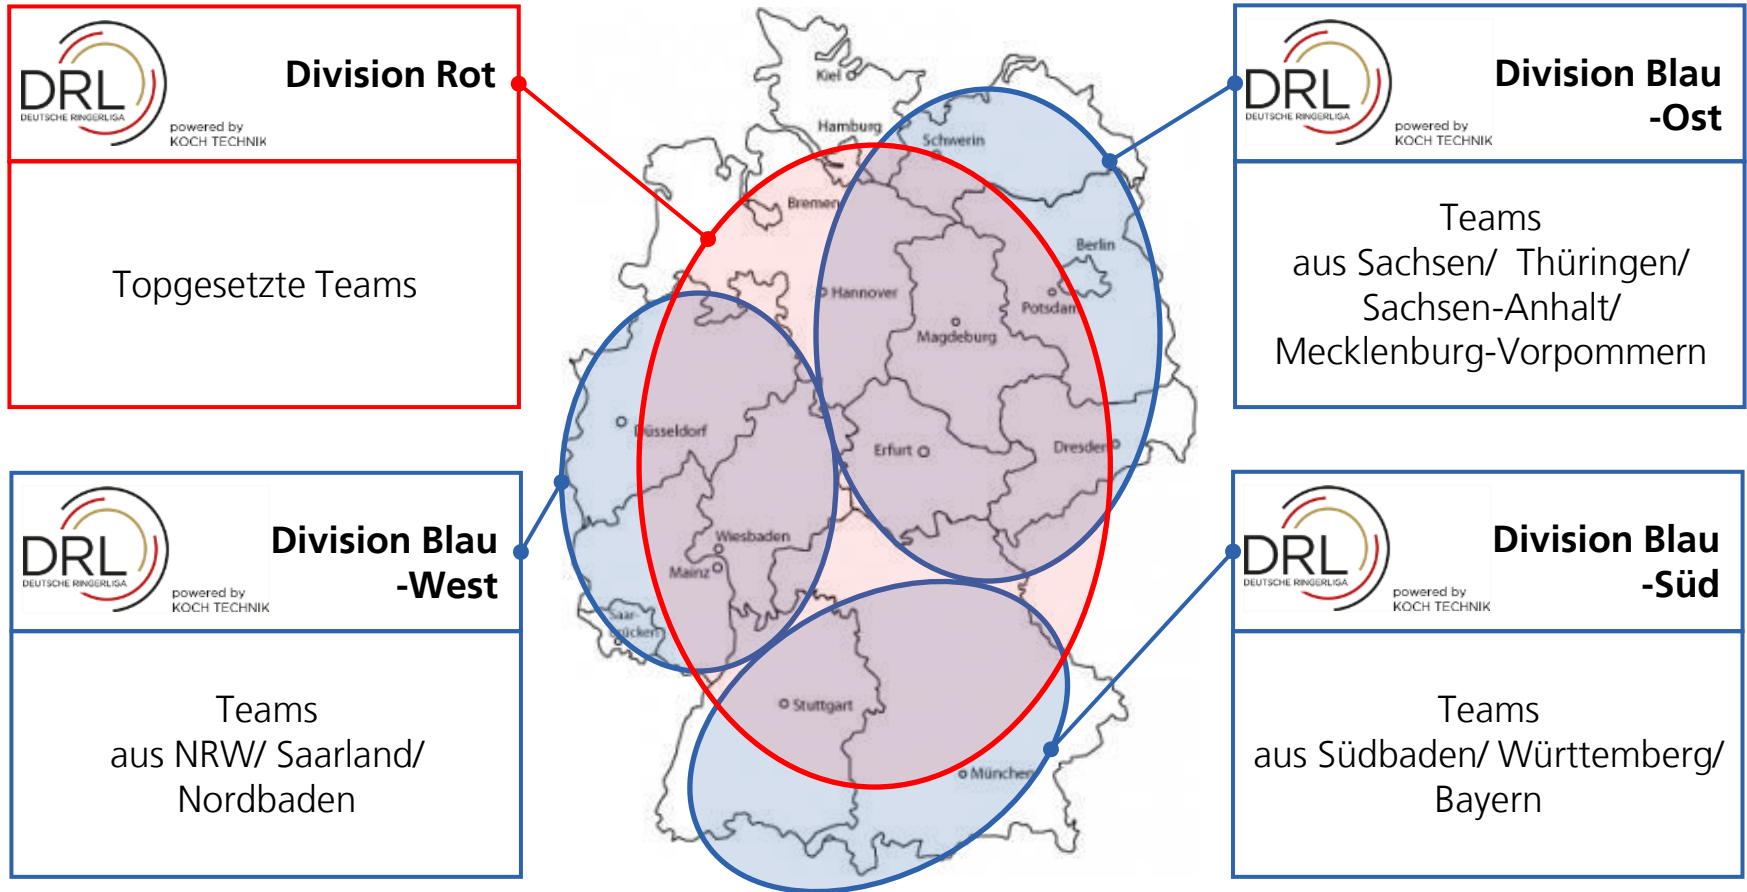 DRL
DEUTSCHE RINGERLIGA
powered by
KOCH TECHNIK
Division Rot
Topgesetzte Teams
DRL
DEUTSCHE RINGERLIGA
powered by
KOCH TECHNIK
Division Blau
-West
Teams
aus NRW/ Saarland/
Nordbaden
Kiel
Hamburg
Schwerin
Bremen
Berlin
Hannover
Potsdam
Magdeburg
Düsseldorf
Erfurt
Dresden
Wiesbaden
Mainz
Saar-
brücken
Stuttgart
München
DRL
DEUTSCHE RINGERLIGA
powered by
KOCH TECHNIK
Division Blau
-Ost
Teams
aus Sachsen/ Thüringen/
Sachsen-Anhalt/
Mecklenburg-Vorpommern
DRL
DEUTSCHE RINGERLIGA
powered by
KOCH TECHNIK
Division Blau
-Süd
Teams
aus Südbaden/ Württemberg/
Bayern